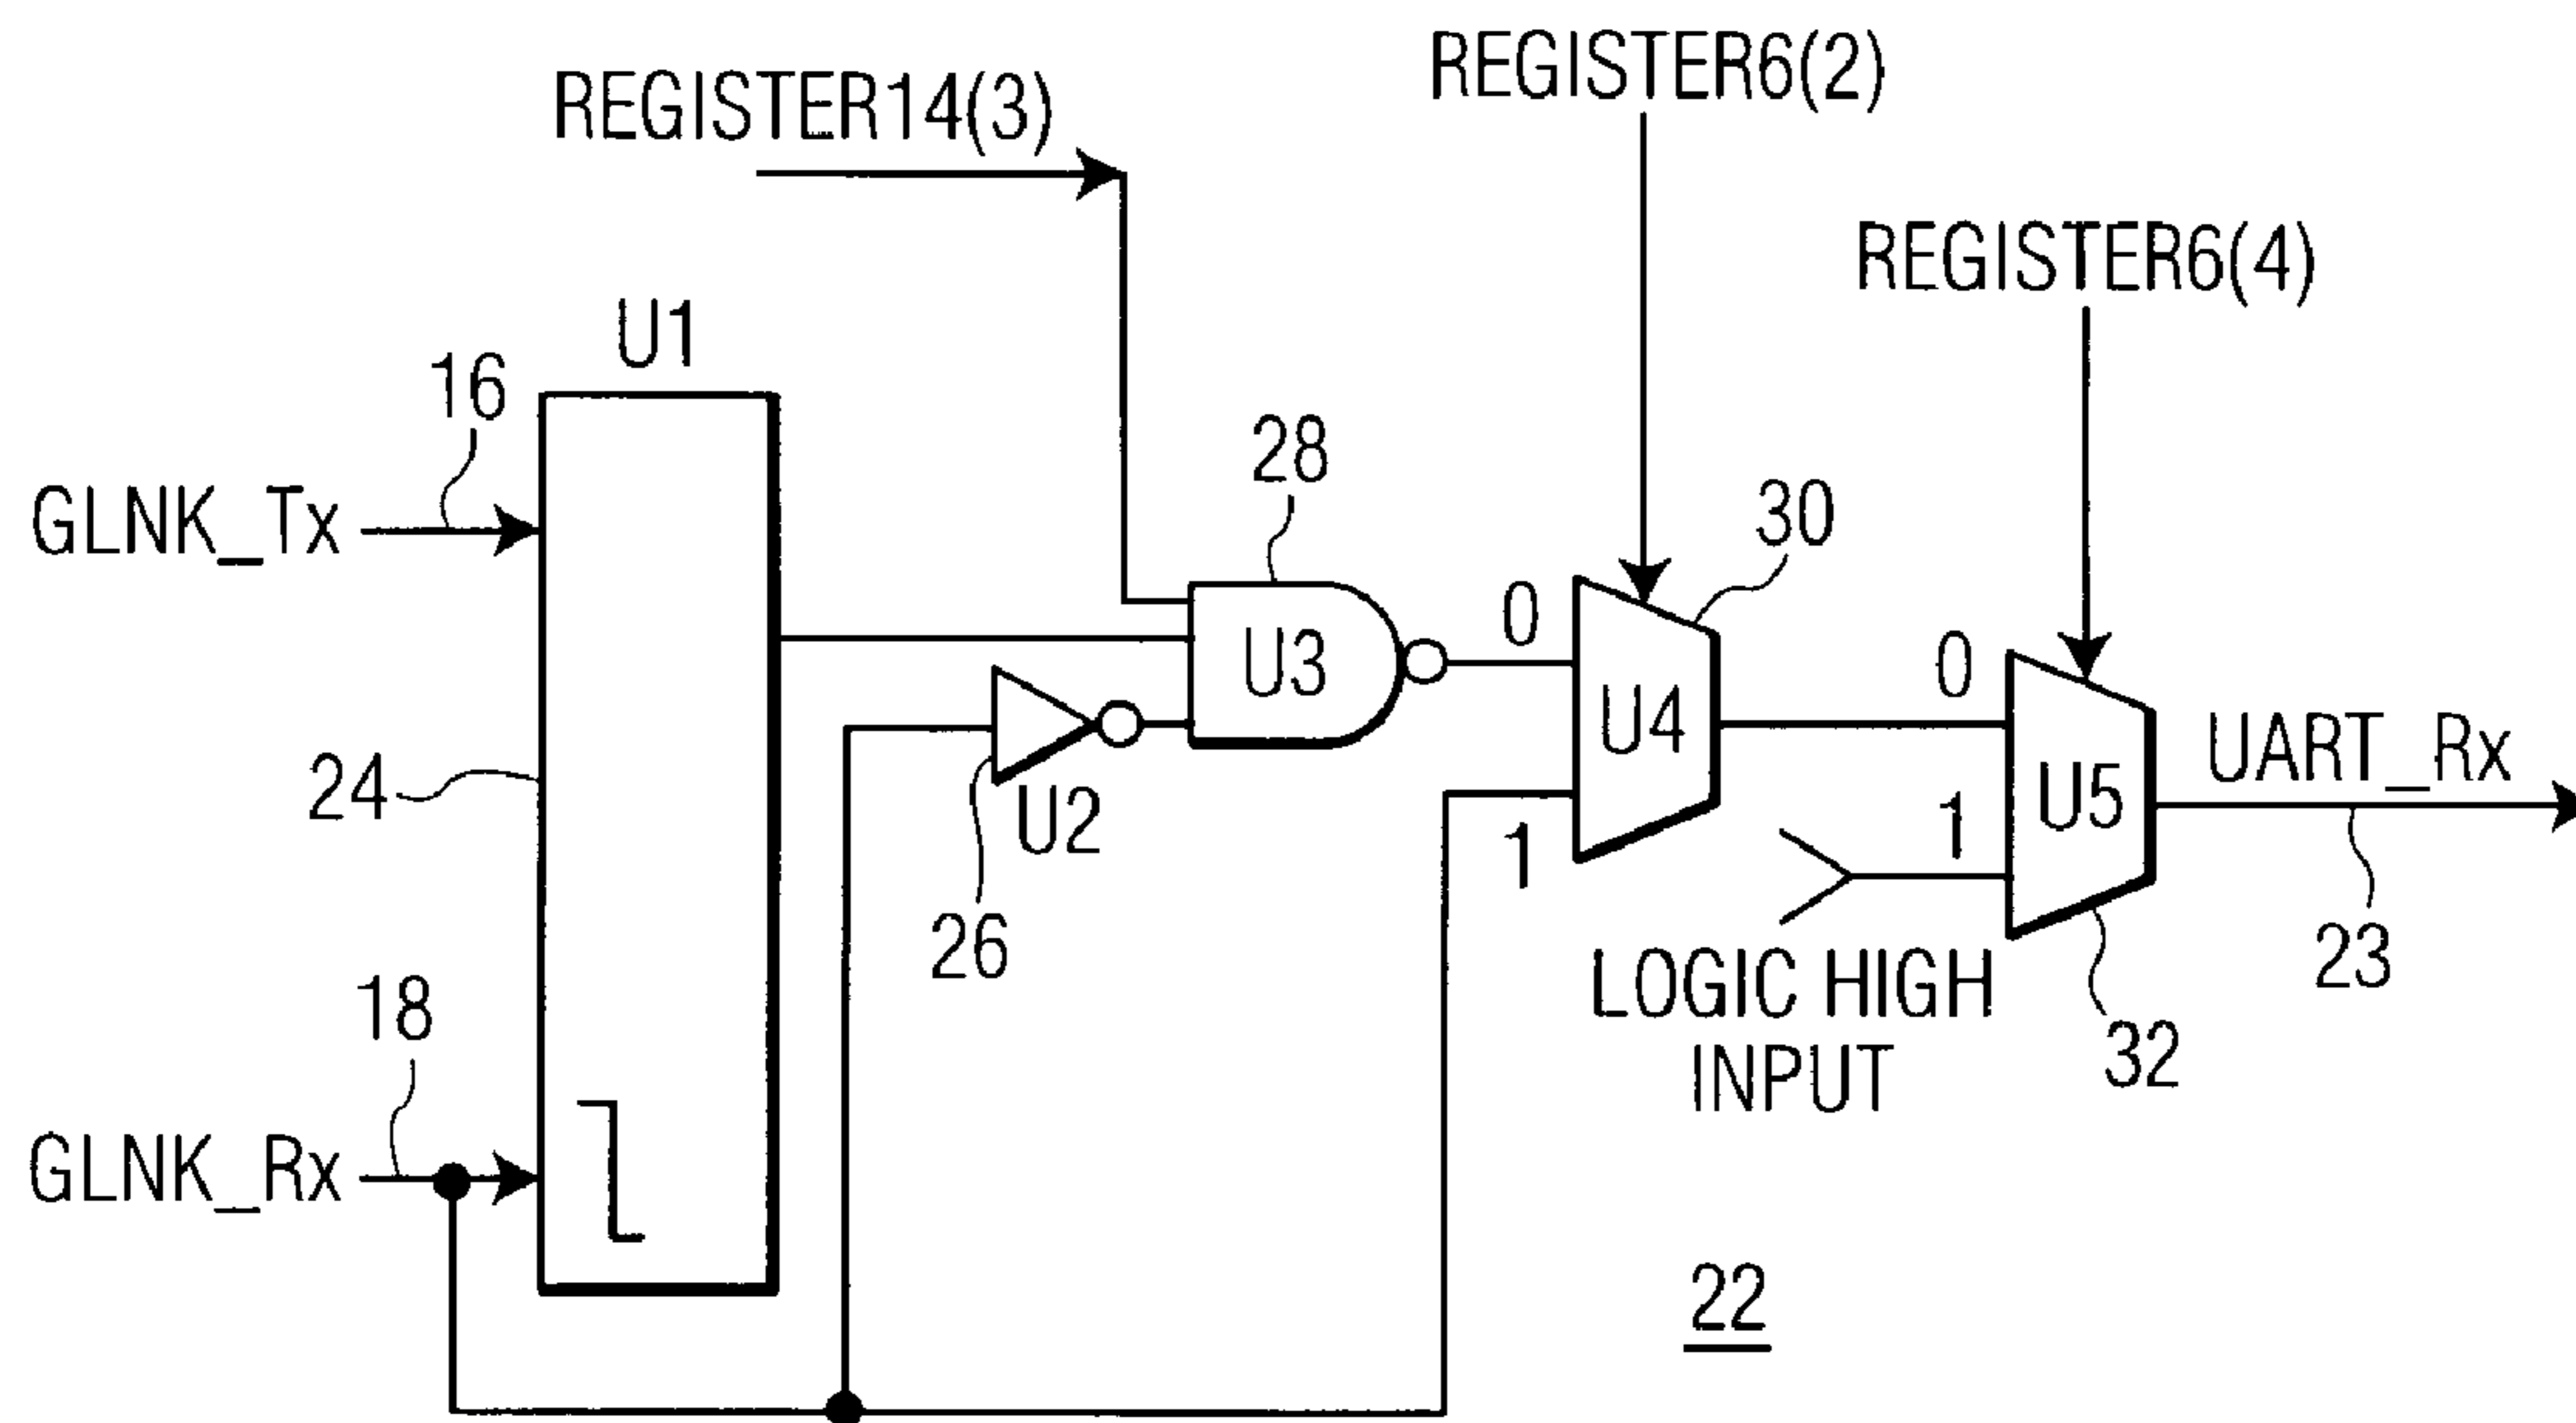 REGISTER6(2)
REGISTER14(3)
REGISTER6(4)
U1
16
28
30
GLNK_Tx
0
U3
0
U4
UART_Rx
24
U2
1
1
U5
26
23
LOGIC HIGH
INPUT
18
32
GLNK_Rx
22